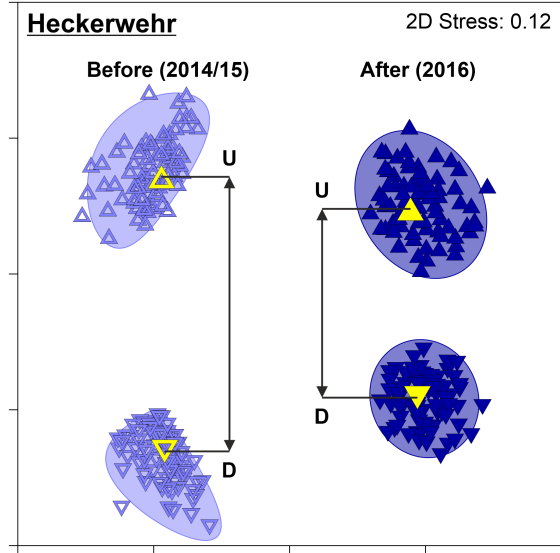 Heckerwehr
2D Stress: 0.12
Before (2014/15)
After (2016)
U
U
D
D